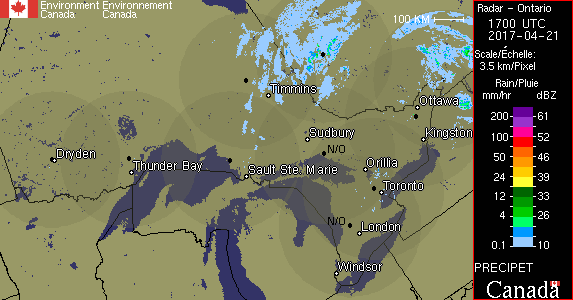 Environment Environnement
Canada Canada
100 KM
Timmins
Ottawa
Sudbury
Kingston
N/O
Dryden
Thunder Bay
Sault Ste. Marie
Orillia
Toronto
N/O
London
Windsor
Radar – Ontario
1700 UTC
2017-04-21
Scale/Échelle:
3.5 km/Pixel
Rain/Pluie
mm/hr dBZ
200 61
100 52
50 46
24 39
12 33
4 26
0.1 10
PRECIPET
Canada